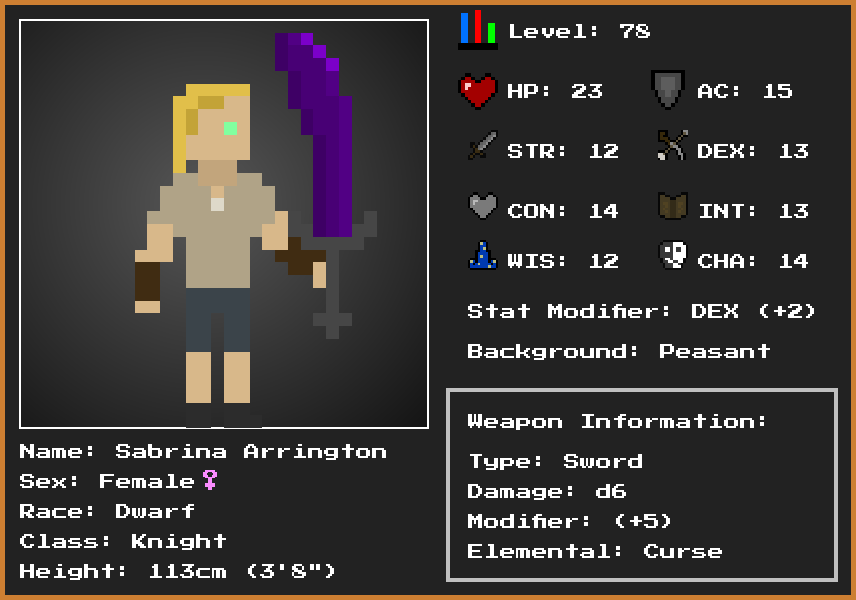 Level: 78
HP: 23 AC: 15
STR: 12 DEX: 13
CON: 14 INT: 13
WIS: 12 CHA: 14
Stat Modifier: DEX (+2)
Background: Peasant
Weapon Information:
Type: Sword
Damage: d6
Modifier: (+5)
Elemental: Curse
Name: Sabrina Arrington
Sex: Female♀
Race: Dwarf
Class: Knight
Height: 113cm (3'8")